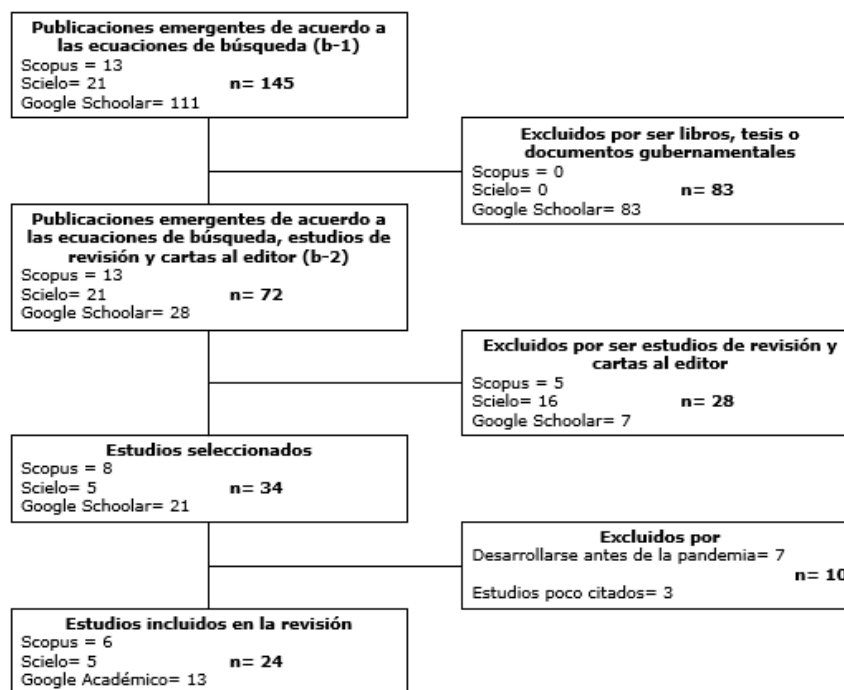 Publicaciones emergentes de acuerdo a
las ecuaciones de búsqueda (b-1)
Scopus = 13
Scielo= 21 n= 145
Google Schoolar= 111
Excluidos por ser libros, tesis o
documentos gubernamentales
Scopus = 0
Scielo= 0 n= 83
Google Schoolar= 83
Publicaciones emergentes de acuerdo a
las ecuaciones de búsqueda, estudios de
revisión y cartas al editor (b-2)
Scopus = 13
Scielo= 21 n= 72
Google Schoolar= 28
Excluidos por ser estudios de revisión y
cartas al editor
Scopus = 5
Scielo= 16 n= 28
Google Schoolar= 7
Estudios seleccionados
Scopus = 8
Scielo= 5 n= 34
Google Schoolar= 21
Excluidos por
Desarrollarse antes de la pandemia= 7
n= 10
Estudios poco citados= 3
Estudios incluidos en la revisión
Scopus = 6
Scielo= 5 n= 24
Google Académico= 13